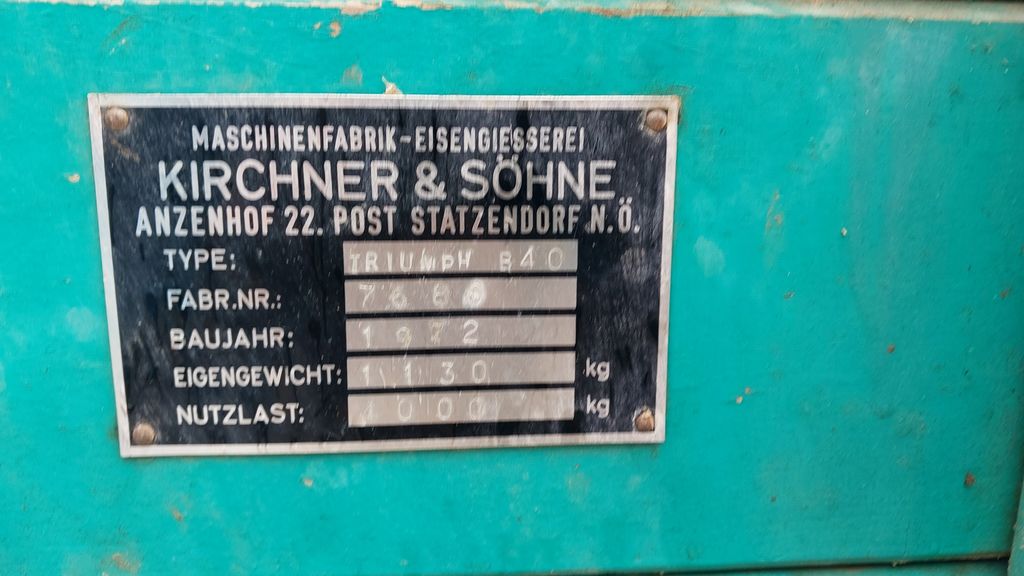 MASCHINENFABRIK-EISENGIESSEREI
KIRCHNER & SÖHNE
ANZENHOF 22. POST STATZENDORF N.Ö.
TYPE: TRIUMPH B40
FABR.NR.:
BAUJAHR: 1972
EIGENGEWICHT: 1130 kg
NUTZLAST: 4000 kg